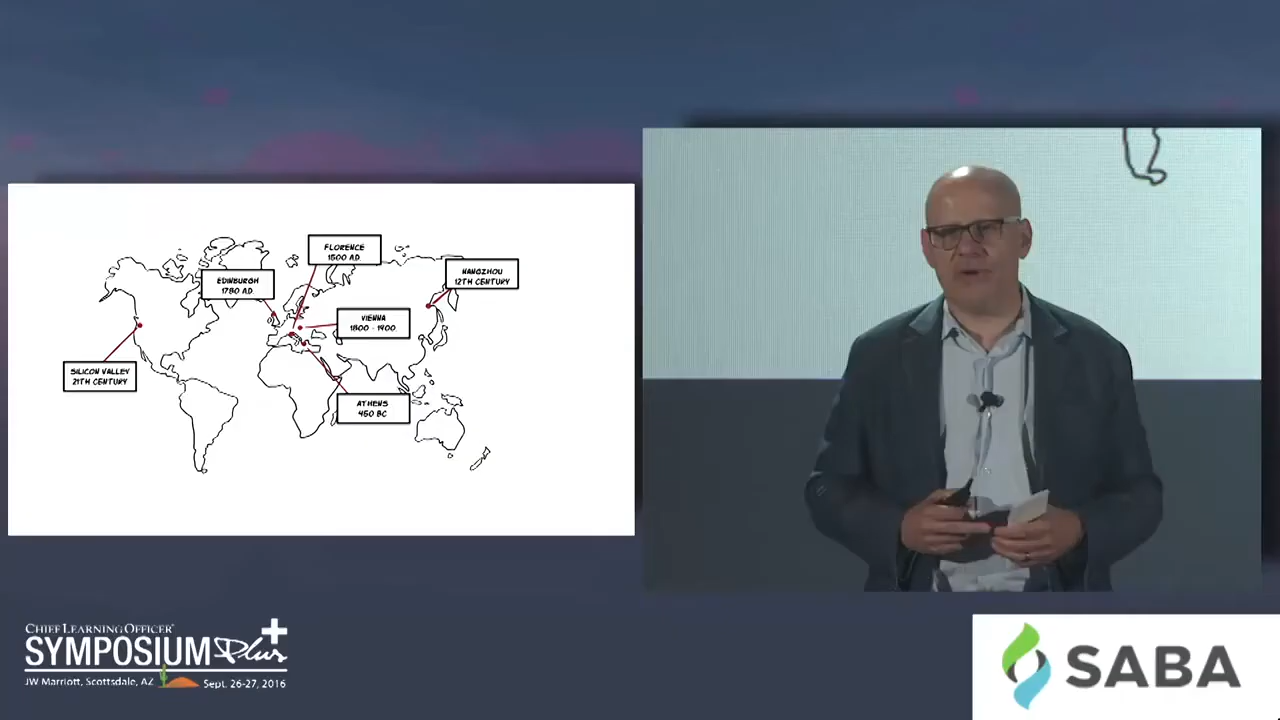 FLORENCE
1500 AD.
EDINBURGH
1780 AD.
HANGZHOU
12TH CENTURY
VIENNA
1800 - 1900
SILICON VALLEY
21TH CENTURY
ATHENS
450 BC
CHIEF LEARNING OFFICER
SYMPOSIUM Plus
JW Marriott, Scottsdale, AZ Sept. 26-27, 2016
SABA